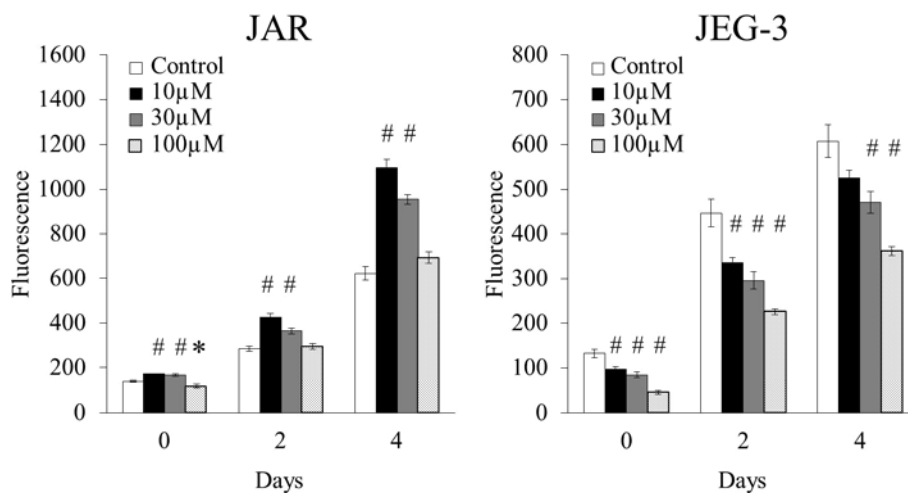 JAR
1600
1400
1200
1000
800
600
400
200
0
Fluorescence
Control
10µM
30µM
100µM
# # *
# #
# #
0 2 4
Days
JEG-3
800
700
600
500
400
300
200
100
0
Fluorescence
Control
10µM
30µM
100µM
# # #
# # #
# #
0 2 4
Days